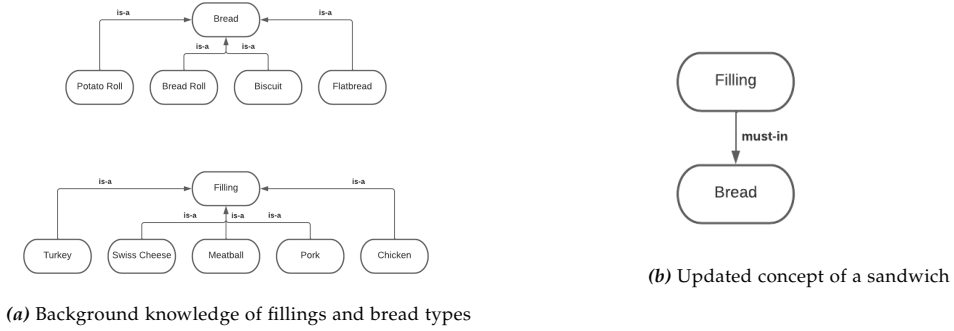 is-a
Bread
is-a
is-a
is-a
Potato Roll
Bread Roll
Biscuit
Flatbread
is-a
Filling
is-a
is-a
is-a
is-a
Turkey
Swiss Cheese
Meatball
Pork
Chicken
(a) Background knowledge of fillings and bread types
Filling
must-in
Bread
(b) Updated concept of a sandwich